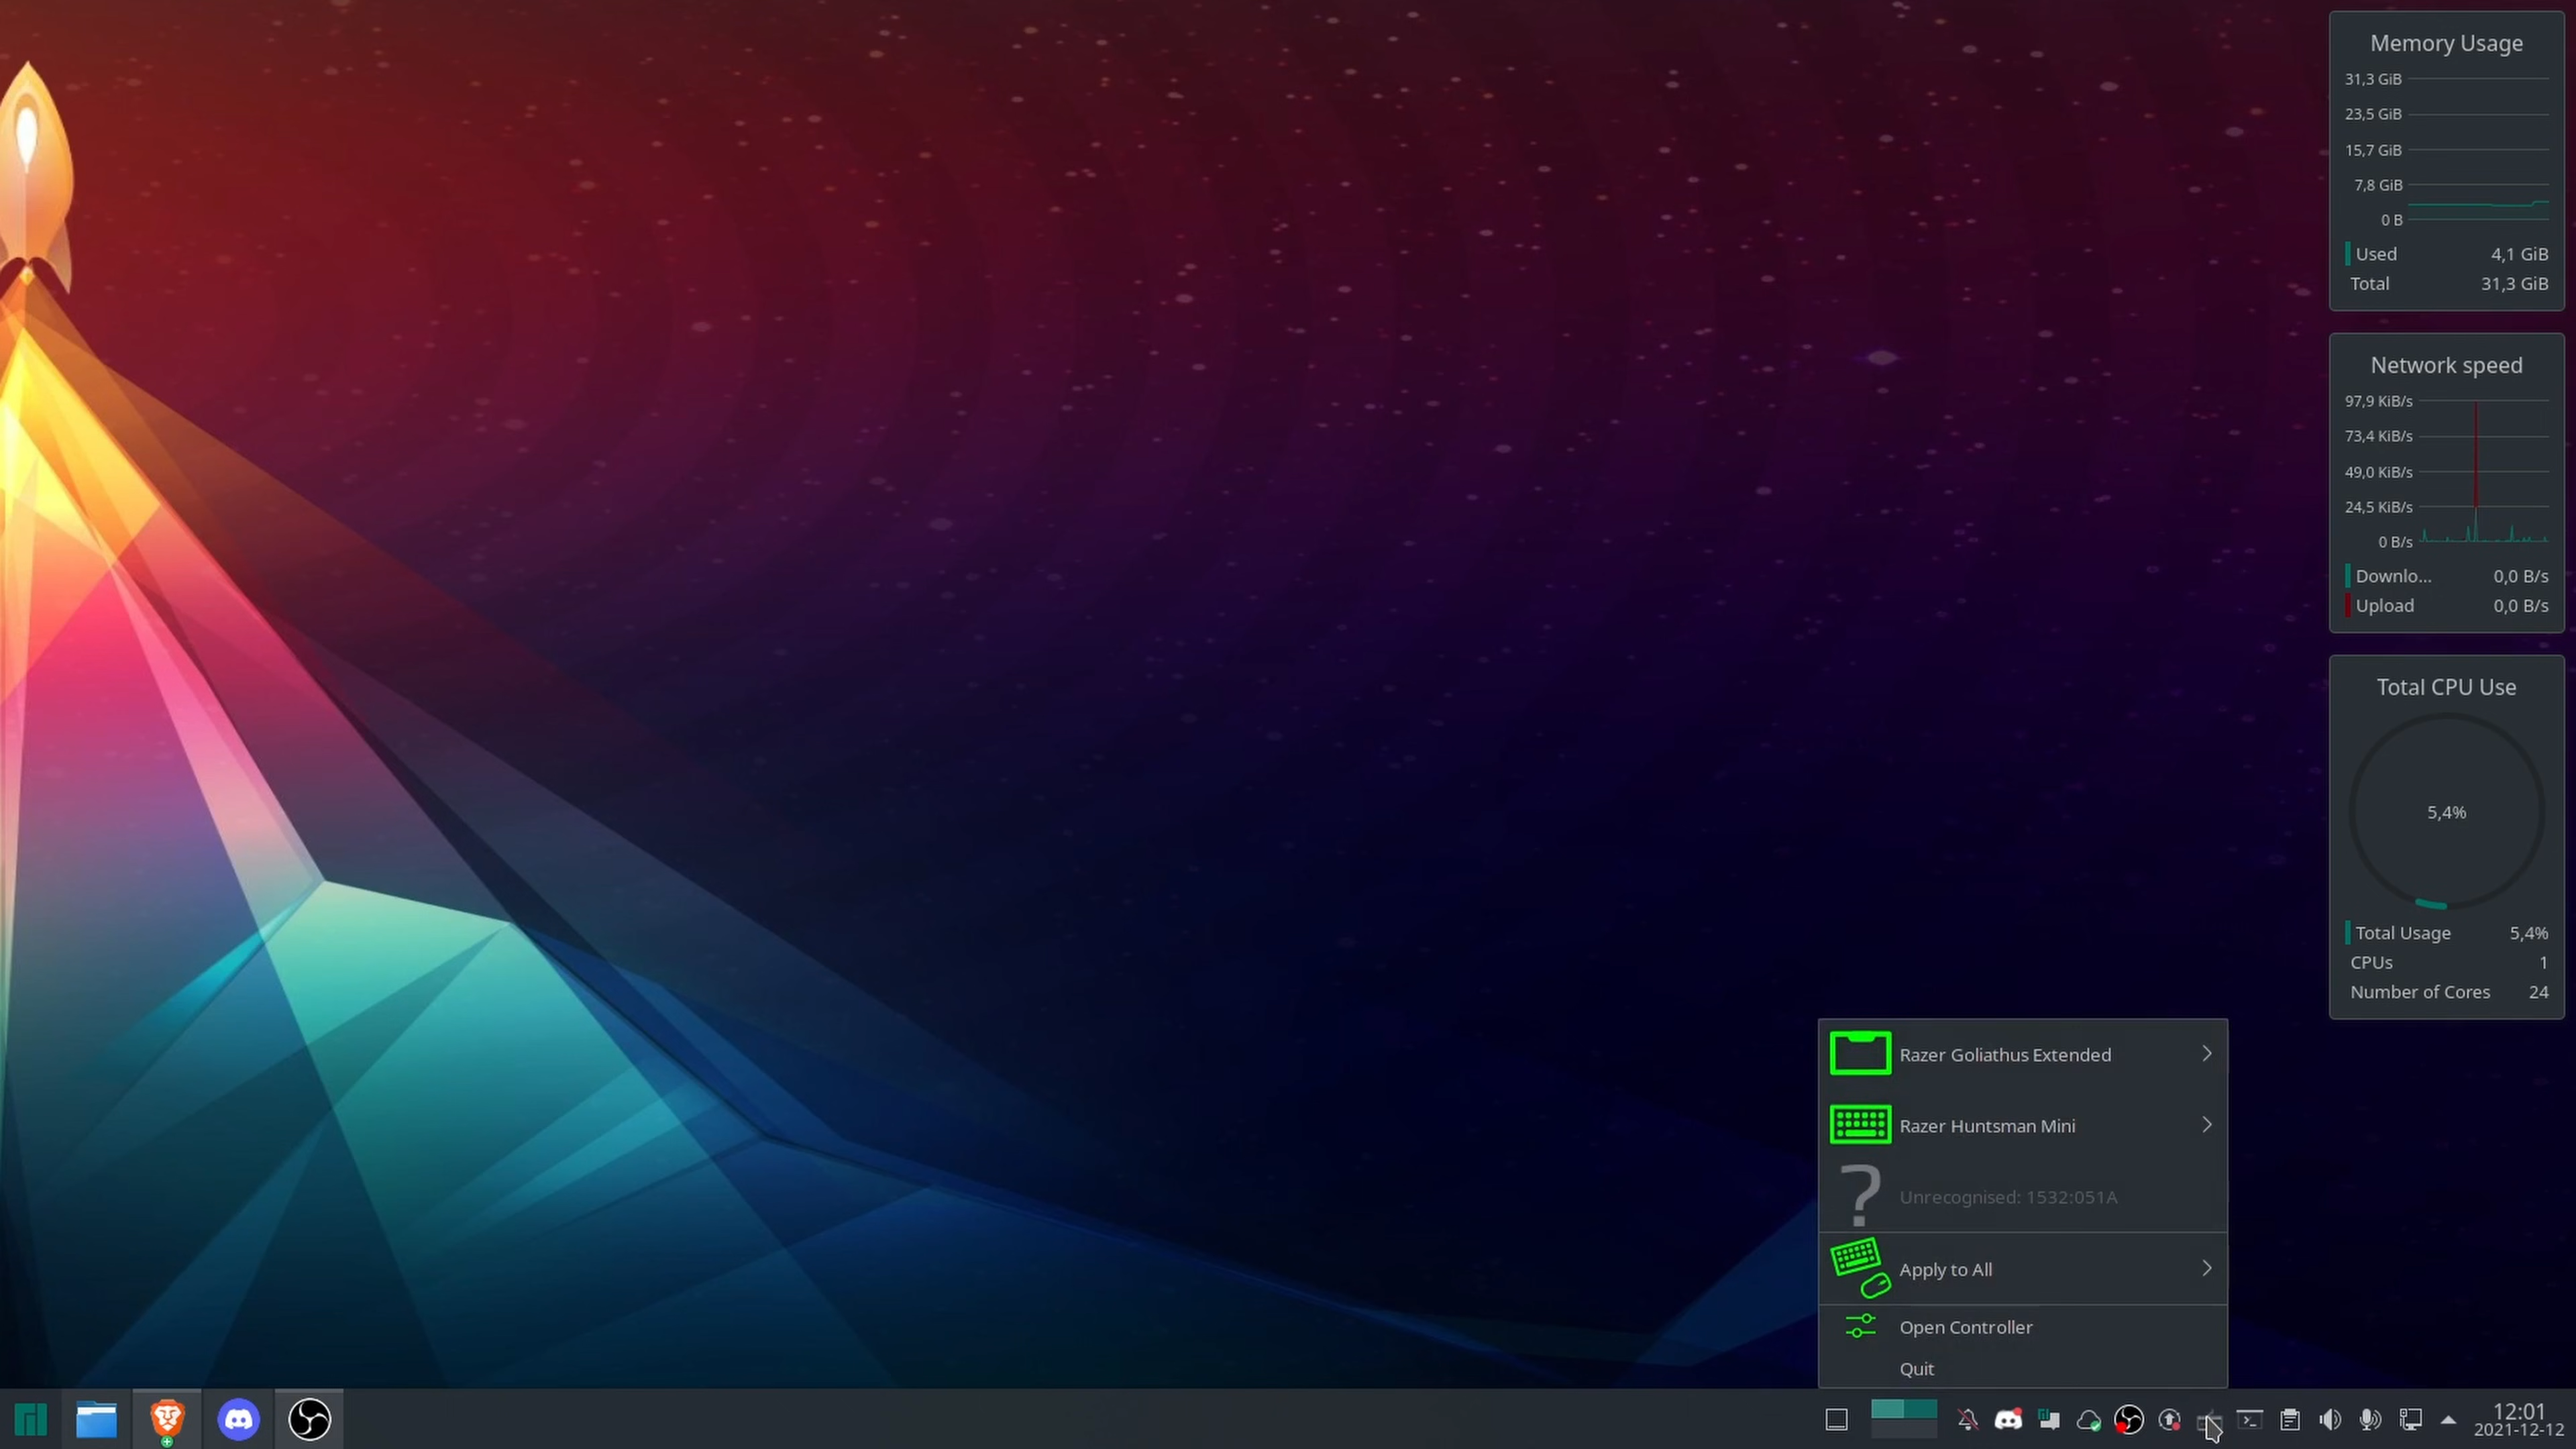 Memory Usage
31,3 GiB
23,5 GiB
15,7 GiB
7,8 GiB
0 B
Used 4,1 GiB
Total 31,3 GiB
Network speed
97,9 KiB/s
73,4 KiB/s
49,0 KiB/s
24,5 KiB/s
0 B/s
Downlo... 0,0 B/s
Upload 0,0 B/s
Total CPU Use
5,4%
Total Usage 5,4%
CPUs 1
Number of Cores 24
Razer Goliathus Extended
Razer Huntsman Mini
Unrecognised: 1532:051A
Apply to All
Open Controller
Quit
12:01
2021-12-12